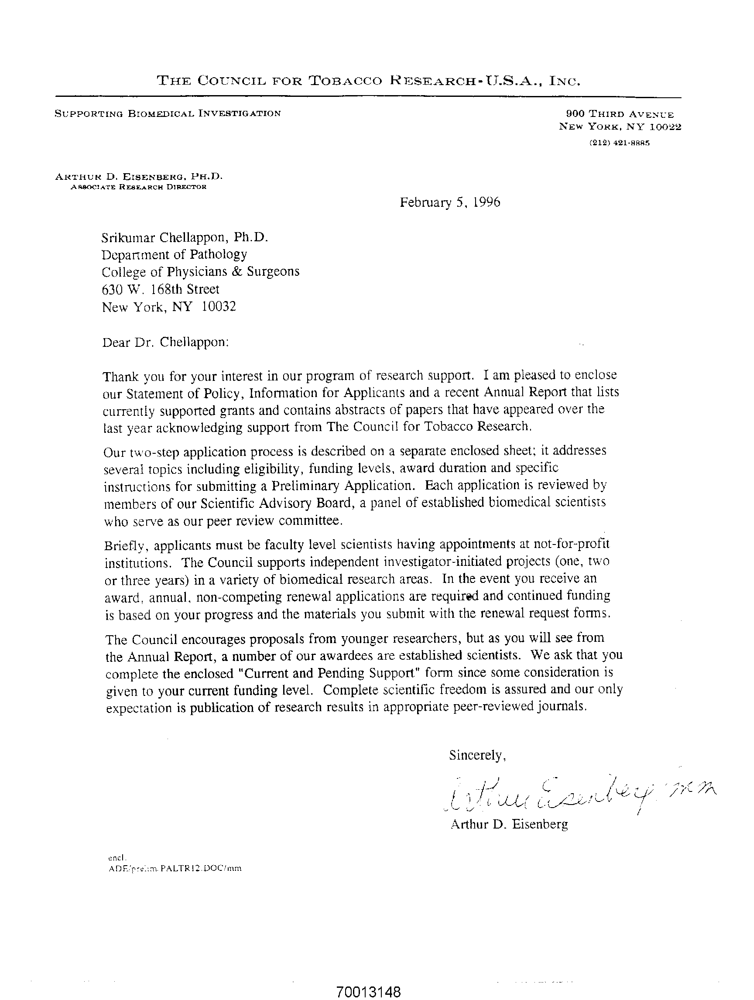 THE COUNCIL FOR TOBACCO RESEARCH-U.S.A., INC.
SUPPORTING BIOMEDICAL INVESTIGATION
900 THIRD AVENUE
NEW YORK, NY 10022
(212) 421-8885
ARTHUR D. EISENBERG, PH.D.
ASSOCIATE RESEARCH DIRECTOR
February 5, 1996
Srikumar Chellappon, Ph.D.
Department of Pathology
College of Physicians & Surgeons
630 W. 168th Street
New York, NY 10032
Dear Dr. Chellappon:
Thank you for your interest in our program of research support. I am pleased to enclose
our Statement of Policy, Information for Applicants and a recent Annual Report that lists
currently supported grants and contains abstracts of papers that have appeared over the
last year acknowledging support from The Council for Tobacco Research.
Our two-step application process is described on a separate enclosed sheet; it addresses
several topics including eligibility, funding levels, award duration and specific
instructions for submitting a Preliminary Application. Each application is reviewed by
members of our Scientific Advisory Board, a panel of established biomedical scientists
who serve as our peer review committee.
Briefly, applicants must be faculty level scientists having appointments at not-for-profit
institutions. The Council supports independent investigator-initiated projects (one, two
or three years) in a variety of biomedical research areas. In the event you receive an
award, annual, non-competing renewal applications are required and continued funding
is based on your progress and the materials you submit with the renewal request forms.
The Council encourages proposals from younger researchers, but as you will see from
the Annual Report, a number of our awardees are established scientists. We ask that you
complete the enclosed "Current and Pending Support" form since some consideration is
given to your current funding level. Complete scientific freedom is assured and our only
expectation is publication of research results in appropriate peer-reviewed journals.
Sincerely,
Arthur Eisenberg mm
Arthur D. Eisenberg
encl.
ADE/prelim PALTR12.DOC/mm
70013148